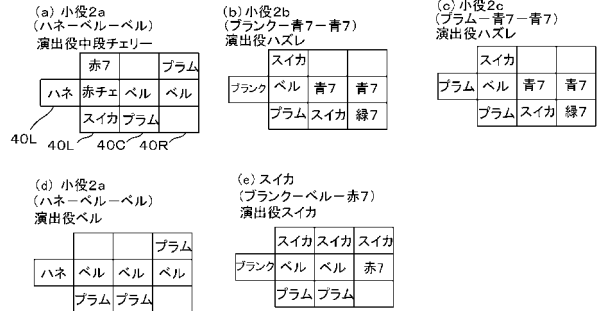 (a) 小役2a
(ハネーベルーベル)
演出役中段チェリー
赤7 プラム
ハネ 赤チェ ベル ベル
スイカ プラム
40L 40L 40C 40R
(b) 小役2b
(ブランクー青7ー青7)
演出役ハズレ
スイカ
ブランク ベル 青7 青7
プラム スイカ 緑7
(c) 小役2c
(プラムー青7ー青7)
演出役ハズレ
スイカ
プラム ベル 青7 青7
プラム スイカ 緑7
(d) 小役2a
(ハネーベルーベル)
演出役ベル
プラム
ハネ ベル ベル ベル
プラム プラム
(e) スイカ
(ブランクーベルー赤7)
演出役スイカ
スイカ スイカ スイカ
ブランク ベル ベル 赤7
プラム プラム